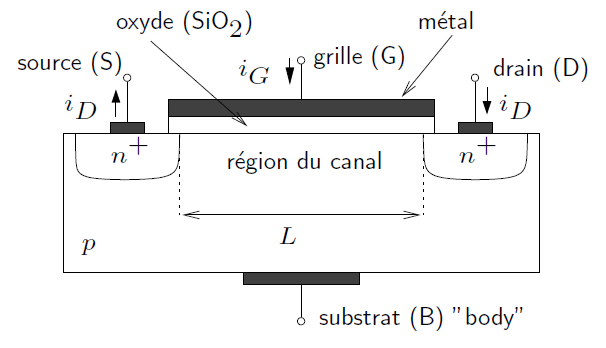 oxyde (SiO2)
métal
source (S)
iG
grille (G)
drain (D)
iD
iD
n+
région du canal
n+
L
p
substrat (B) "body"